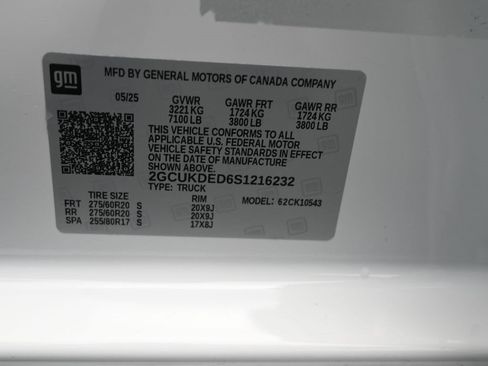 gm
MFD BY GENERAL MOTORS OF CANADA COMPANY
05/25 GVWR GAWR FRT GAWR RR
3221 KG 1724 KG 1724 KG
7100 LB 3800 LB 3800 LB
THIS VEHICLE CONFORMS TO ALL
APPLICABLE U.S. FEDERAL MOTOR
VEHICLE SAFETY STANDARDS IN EFFECT
ON THE DATE OF MANUFACTURE
SHOWN ABOVE.
2GCUKDED6S1216232
TYPE: TRUCK MODEL: 62CK10543
TIRE SIZE RIM
FRT 275/60R20 S 20X9J
RR 275/60R20 S 20X9J
SPA 255/80R17 S 17X8J